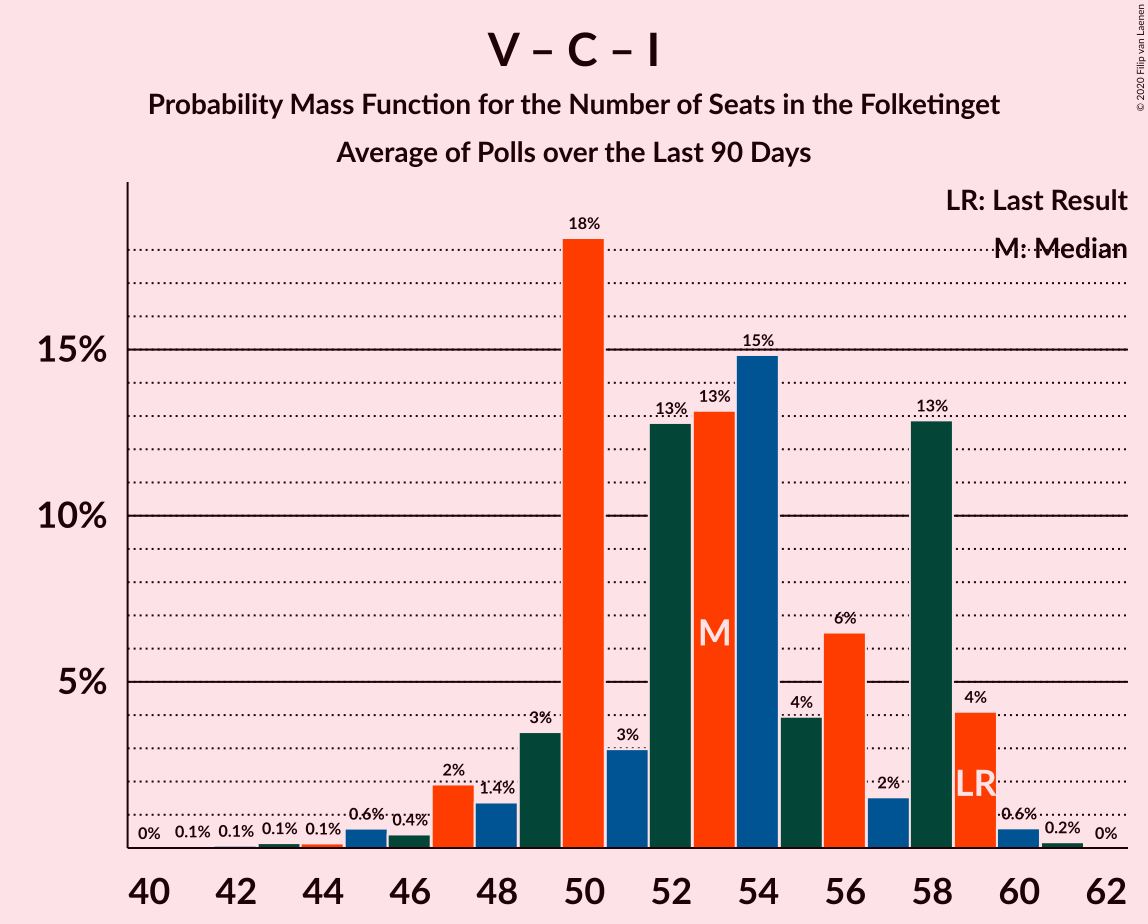 V – C – I
Probability Mass Function for the Number of Seats in the Folketinget
Average of Polls over the Last 90 Days
© 2020 Filip van Laenen
LR: Last Result
M: Median
15%
10%
5%
0%
0.1%
0.1%
0.1%
0.1%
0.6%
0.4%
2%
1.4%
3%
18%
3%
13%
13%
15%
4%
6%
2%
13%
4%
0.6%
0.2%
0%
M
LR
40 42 44 46 48 50 52 54 56 58 60 62